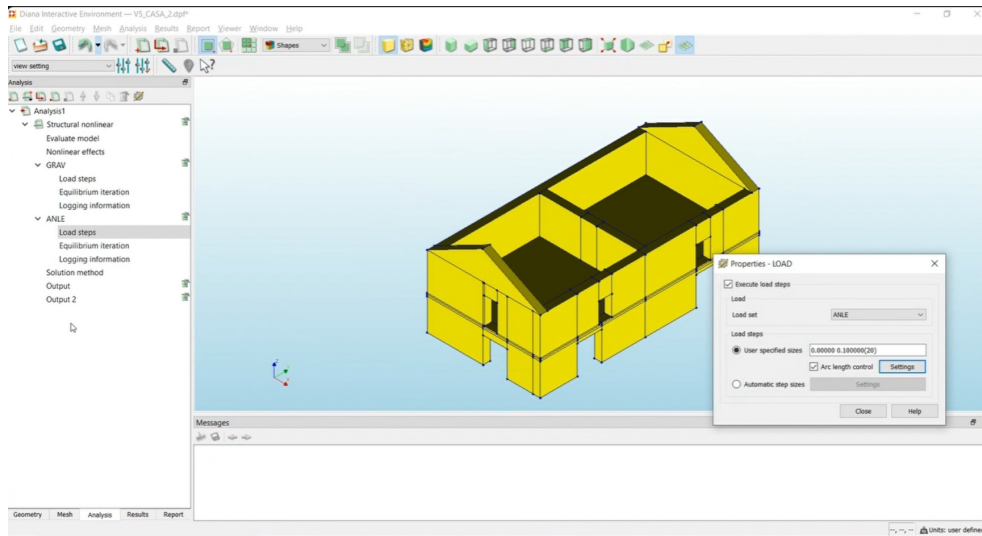 Diana Interactive Environment — V5_CASA_2.dpf*
File Edit Geometry Mesh Analysis Results Report Viewer Window Help
Shapes
view setting
Analysis
Analysis1
Structural nonlinear
Evaluate model
Nonlinear effects
GRAV
Load steps
Equilibrium iteration
Logging information
ANLE
Load steps
Equilibrium iteration
Logging information
Solution method
Output
Output 2
Properties - LOAD
Execute load steps
Load
Load set ANLE
Load steps
User specified sizes 0.00000 0.100000(20)
Arc length control Settings
Automatic step sizes Settings
Close Help
Z
Messages
Geometry Mesh Analysis Results Report
--, --, -- Units: user define